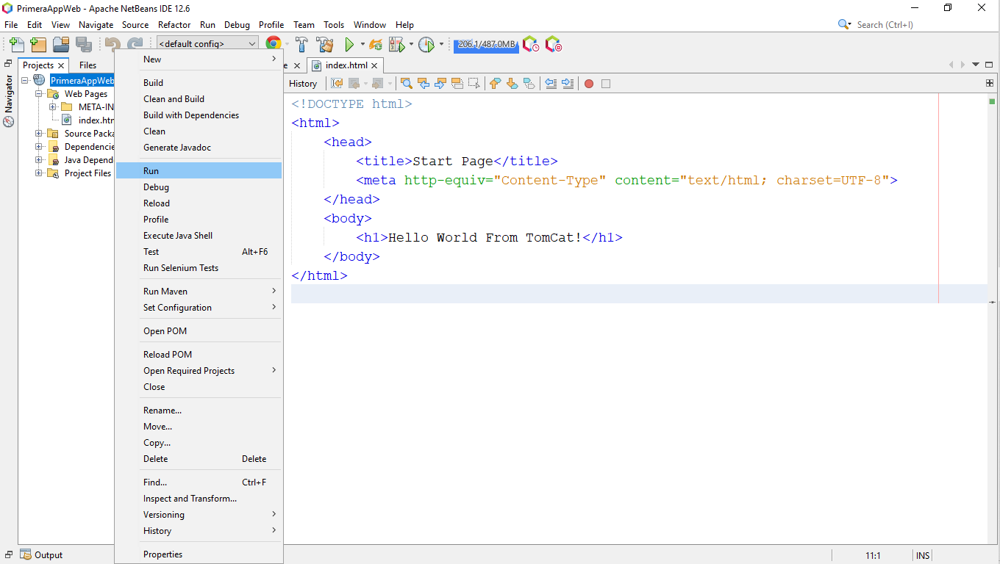 PrimeraAppWeb - Apache NetBeans IDE 12.6
File Edit View Navigate Source Refactor Run Debug Profile Team Tools Window Help
Search (Ctrl+I)
<default config>
206.1/487.0MB
Projects Files
index.html
Navigator
History
PrimeraAppWeb
Web Pages
META-IN
index.htm
Source Packa
Dependencie
Java Depend
Project Files
New
Build
Clean and Build
Build with Dependencies
Clean
Generate Javadoc
Run
Debug
Reload
Profile
Execute Java Shell
Test Alt+F6
Run Selenium Tests
Run Maven
Set Configuration
Open POM
Reload POM
Open Required Projects
Close
Rename...
Move...
Copy...
Delete Delete
Find... Ctrl+F
Inspect and Transform...
Versioning
History
Properties
<!DOCTYPE html>
<html>
<head>
<title>Start Page</title>
<meta http-equiv="Content-Type" content="text/html; charset=UTF-8">
</head>
<body>
<h1>Hello World From TomCat!</h1>
</body>
</html>
Output
11:1 INS